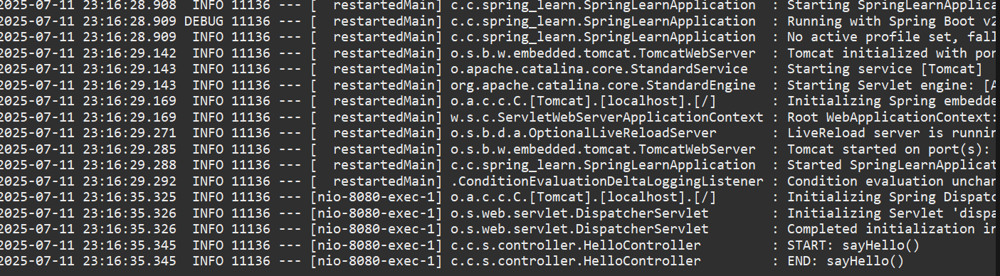 2025-07-11 23:16:28.908  INFO 11136 --- [  restartedMain] c.c.spring_learn.SpringLearnApplication  : Starting SpringLearnApplica
2025-07-11 23:16:28.909 DEBUG 11136 --- [  restartedMain] c.c.spring_learn.SpringLearnApplication  : Running with Spring Boot v2
2025-07-11 23:16:28.909  INFO 11136 --- [  restartedMain] c.c.spring_learn.SpringLearnApplication  : No active profile set, fall
2025-07-11 23:16:29.142  INFO 11136 --- [  restartedMain] o.s.b.w.embedded.tomcat.TomcatWebServer  : Tomcat initialized with por
2025-07-11 23:16:29.143  INFO 11136 --- [  restartedMain] o.apache.catalina.core.StandardService   : Starting service [Tomcat]
2025-07-11 23:16:29.143  INFO 11136 --- [  restartedMain] org.apache.catalina.core.StandardEngine  : Starting Servlet engine: [A
2025-07-11 23:16:29.169  INFO 11136 --- [  restartedMain] o.a.c.c.C.[Tomcat].[localhost].[/]       : Initializing Spring embedde
2025-07-11 23:16:29.169  INFO 11136 --- [  restartedMain] w.s.c.ServletWebServerApplicationContext : Root WebApplicationContext:
2025-07-11 23:16:29.271  INFO 11136 --- [  restartedMain] o.s.b.d.a.OptionalLiveReloadServer       : LiveReload server is runnin
2025-07-11 23:16:29.285  INFO 11136 --- [  restartedMain] o.s.b.w.embedded.tomcat.TomcatWebServer  : Tomcat started on port(s):
2025-07-11 23:16:29.288  INFO 11136 --- [  restartedMain] c.c.spring_learn.SpringLearnApplication  : Started SpringLearnApplicat
2025-07-11 23:16:29.292  INFO 11136 --- [  restartedMain] .ConditionEvaluationDeltaLoggingListener : Condition evaluation unchan
2025-07-11 23:16:35.325  INFO 11136 --- [nio-8080-exec-1] o.a.c.c.C.[Tomcat].[localhost].[/]       : Initializing Spring Dispatc
2025-07-11 23:16:35.326  INFO 11136 --- [nio-8080-exec-1] o.s.web.servlet.DispatcherServlet        : Initializing Servlet 'dispa
2025-07-11 23:16:35.326  INFO 11136 --- [nio-8080-exec-1] o.s.web.servlet.DispatcherServlet        : Completed initialization in
2025-07-11 23:16:35.345  INFO 11136 --- [nio-8080-exec-1] c.c.s.controller.HelloController         : START: sayHello()
2025-07-11 23:16:35.345  INFO 11136 --- [nio-8080-exec-1] c.c.s.controller.HelloController         : END: sayHello()